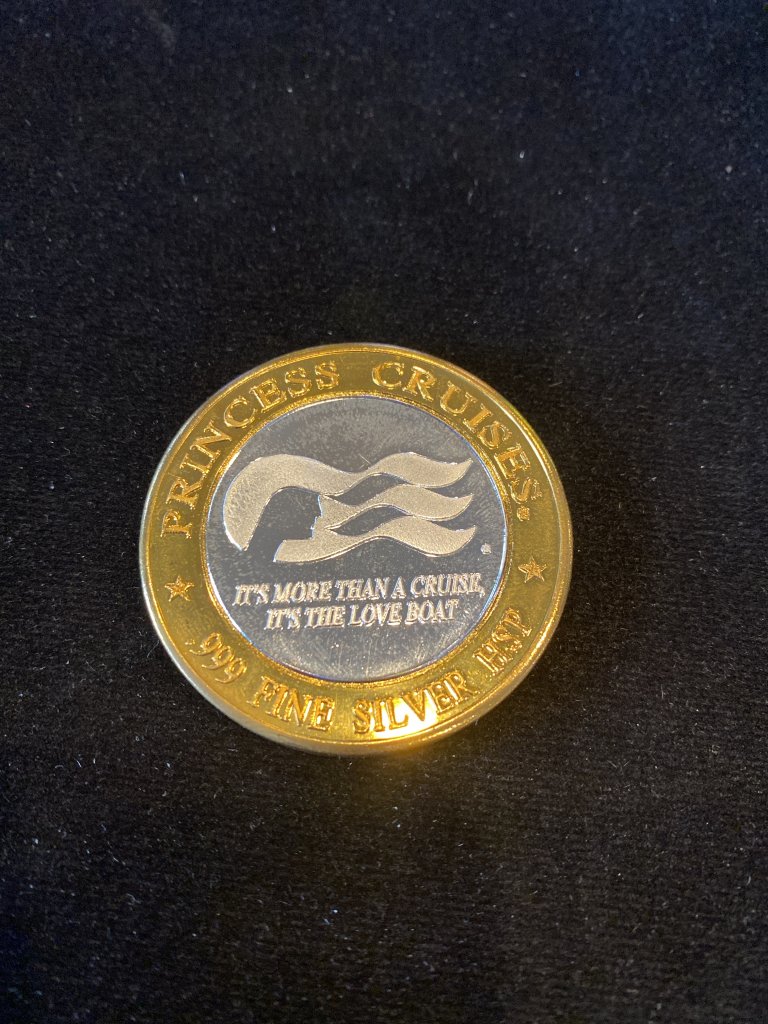 PRINCESS CRUISES.
IT'S MORE THAN A CRUISE,
IT'S THE LOVE BOAT
.999 FINE SILVER HSP